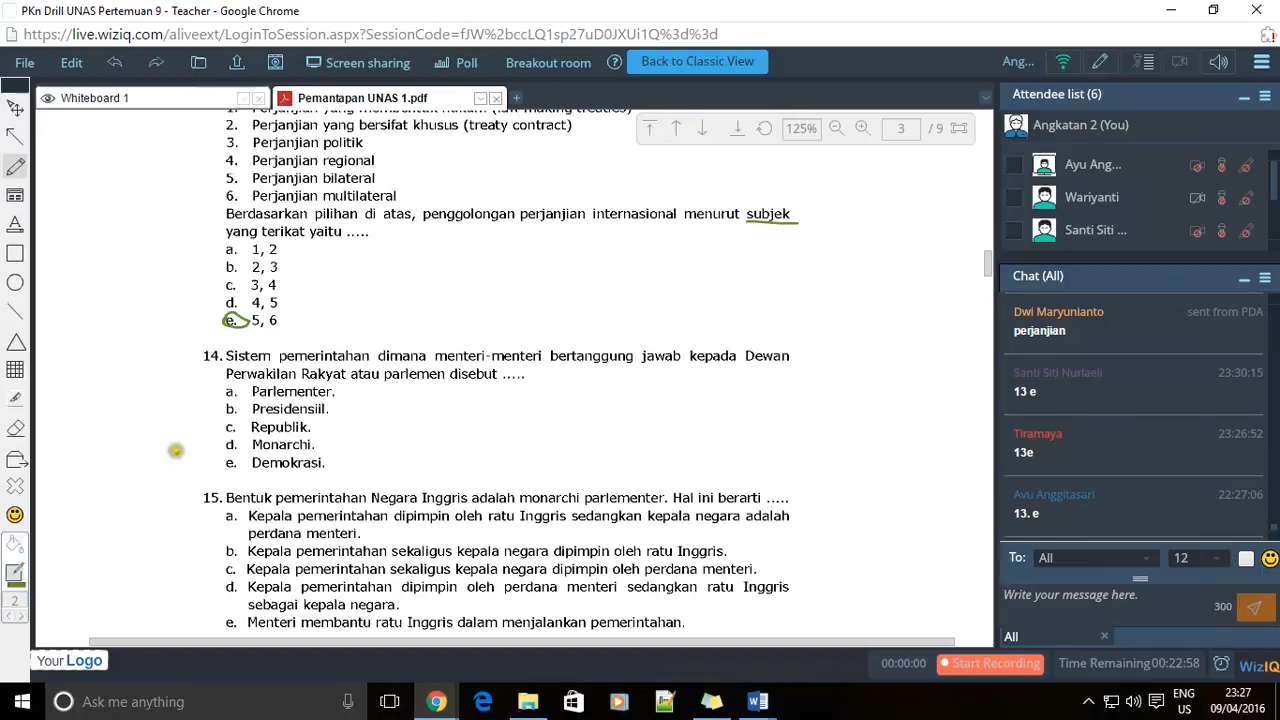 PKn Drill UNAS Pertemuan 9 - Teacher - Google Chrome
https://live.wiziq.com/aliveext/LoginToSession.aspx?SessionCode=fJW%2bccLQ1sp27uD0JXUi1Q%3d%3d
File Edit Screen sharing Poll Breakout room Back to Classic View Ang...
Whiteboard 1 Pemantapan UNAS 1.pdf
125% 3 / 9
2. Perjanjian yang bersifat khusus (treaty contract)
3. Perjanjian politik
4. Perjanjian regional
5. Perjanjian bilateral
6. Perjanjian multilateral
Berdasarkan pilihan di atas, penggolongan perjanjian internasional menurut subjek
yang terikat yaitu .....
a. 1, 2
b. 2, 3
c. 3, 4
d. 4, 5
e. 5, 6
14. Sistem pemerintahan dimana menteri-menteri bertanggung jawab kepada Dewan
Perwakilan Rakyat atau parlemen disebut .....
a. Parlementer.
b. Presidensiil.
c. Republik.
d. Monarchi.
e. Demokrasi.
15. Bentuk pemerintahan Negara Inggris adalah monarchi parlementer. Hal ini berarti .....
a. Kepala pemerintahan dipimpin oleh ratu Inggris sedangkan kepala negara adalah
perdana menteri.
b. Kepala pemerintahan sekaligus kepala negara dipimpin oleh ratu Inggris.
c. Kepala pemerintahan sekaligus kepala negara dipimpin oleh perdana menteri.
d. Kepala pemerintahan dipimpin oleh perdana menteri sedangkan ratu Inggris
sebagai kepala negara.
e. Menteri membantu ratu Inggris dalam menjalankan pemerintahan.
2
Attendee list (6)
Angkatan 2 (You)
Ayu Ang...
Wariyanti
Santi Siti ...
Chat (All)
Dwi Maryunianto sent from PDA
perjanjian
Santi Siti Nurlaeli 23:30:15
13 e
Tiramaya 23:26:52
13e
Ayu Anggitasari 22:27:06
13. e
To: All 12
Write your message here.
300
All
Your Logo
00:00:00 Start Recording Time Remaining 00:22:58 WizIQ
Ask me anything
ENG 23:27
US 09/04/2016